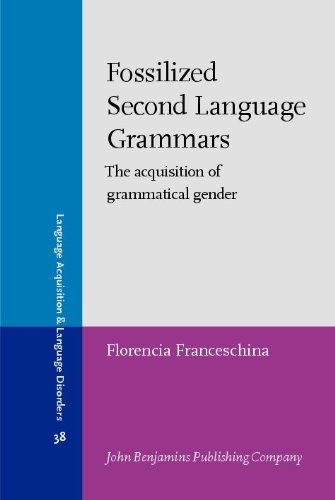 Fossilized
Second Language
Grammars
The acquisition of
grammatical gender
Florencia Franceschina
John Benjamins Publishing Company
Language Acquisition & Language Disorders
38